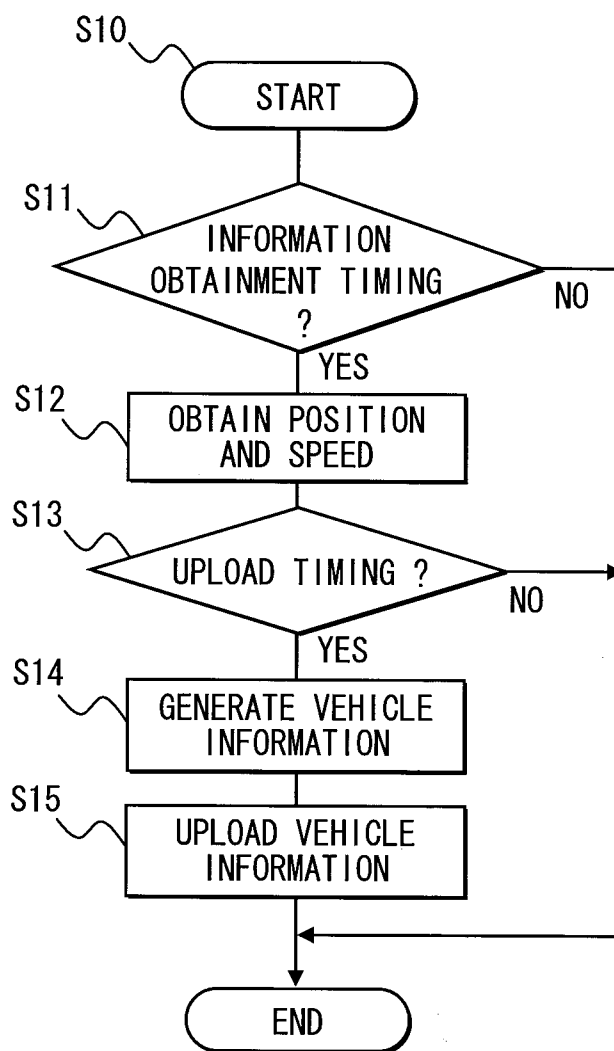 S10
START
S11
INFORMATION
OBTAINMENT TIMING
?
NO
YES
S12
OBTAIN POSITION
AND SPEED
S13
UPLOAD TIMING ?
NO
YES
S14
GENERATE VEHICLE
INFORMATION
S15
UPLOAD VEHICLE
INFORMATION
END